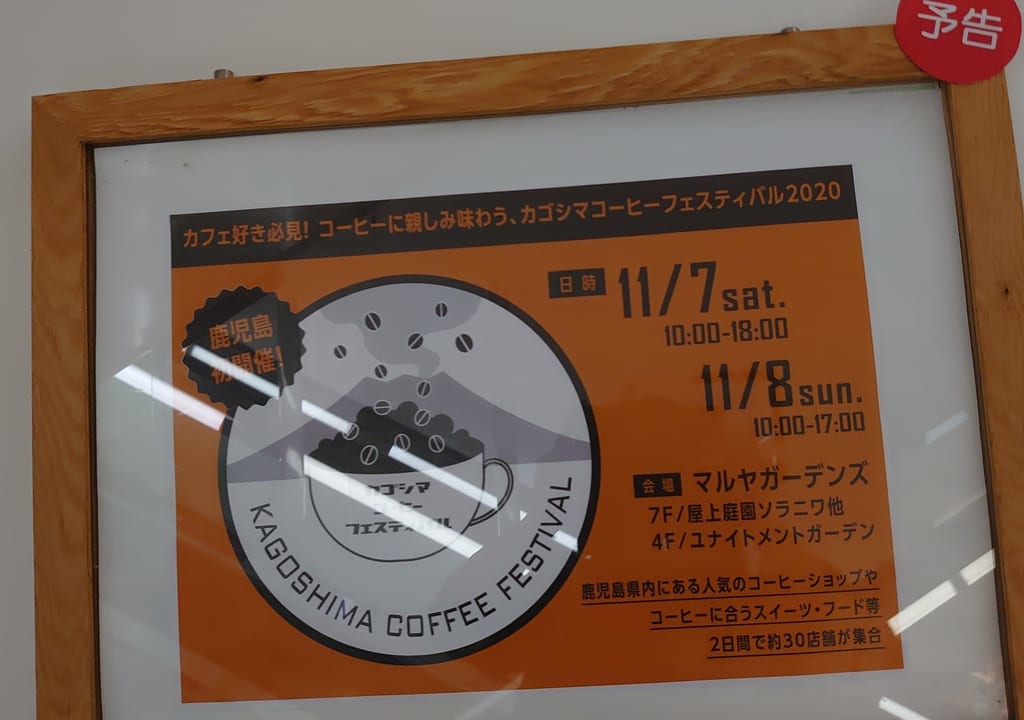 予告
カフェ好き必見! コーヒーに親しみ味わう、カゴシマコーヒーフェスティバル2020
鹿児島
初開催!
日時 11/7 sat.
10:00-18:00
11/8 sun.
10:00-17:00
会場 マルヤガーデンズ
7F/屋上庭園ソラニワ他
4F/ユナイトメントガーデン
カゴシマ
フェスティバル
KAGOSHIMA COFFEE FESTIVAL
鹿児島県内にある人気のコーヒーショップや
コーヒーに合うスイーツ・フード等
2日間で約30店舗が集合